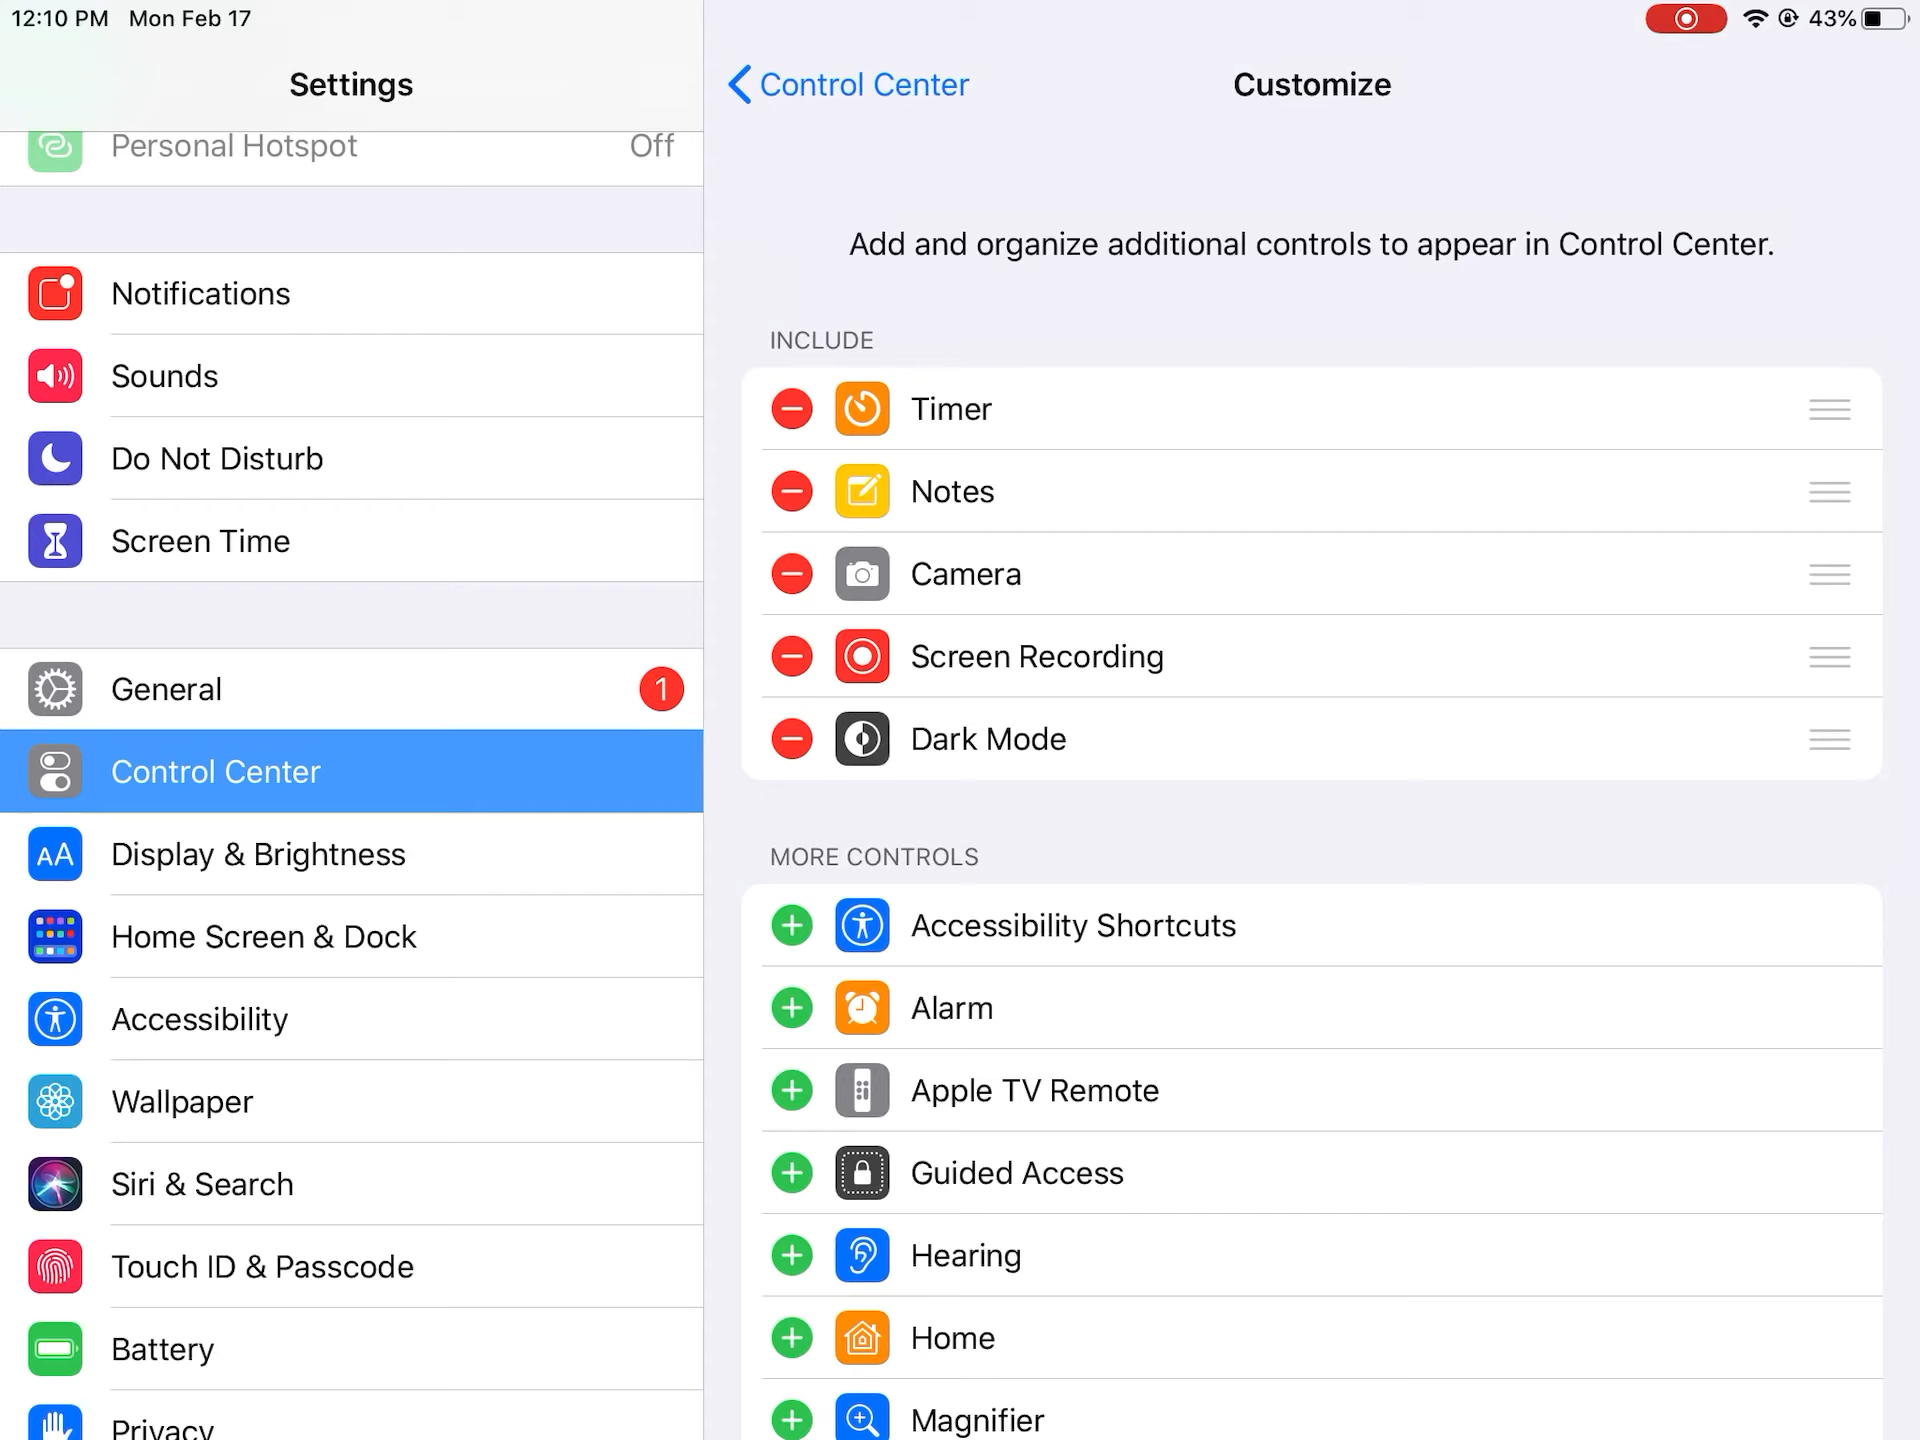 12:10 PM Mon Feb 17
43%
Settings
Personal Hotspot Off
Notifications
Sounds
Do Not Disturb
Screen Time
General 1
Control Center
Display & Brightness
AA
Home Screen & Dock
Accessibility
Wallpaper
Siri & Search
Touch ID & Passcode
Battery
Privacy
Control Center
Customize
Add and organize additional controls to appear in Control Center.
INCLUDE
Timer
Notes
Camera
Screen Recording
Dark Mode
MORE CONTROLS
Accessibility Shortcuts
Alarm
Apple TV Remote
Guided Access
Hearing
Home
Magnifier